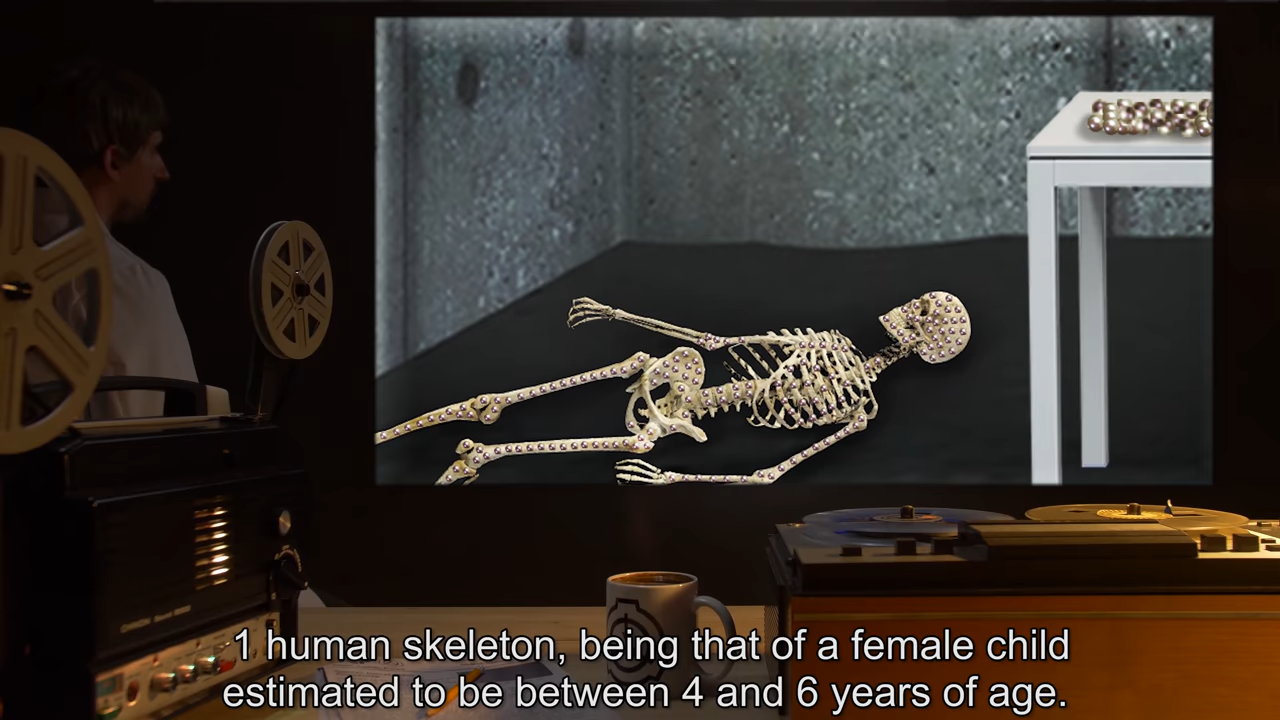 1 human skeleton, being that of a female child
estimated to be between 4 and 6 years of age.